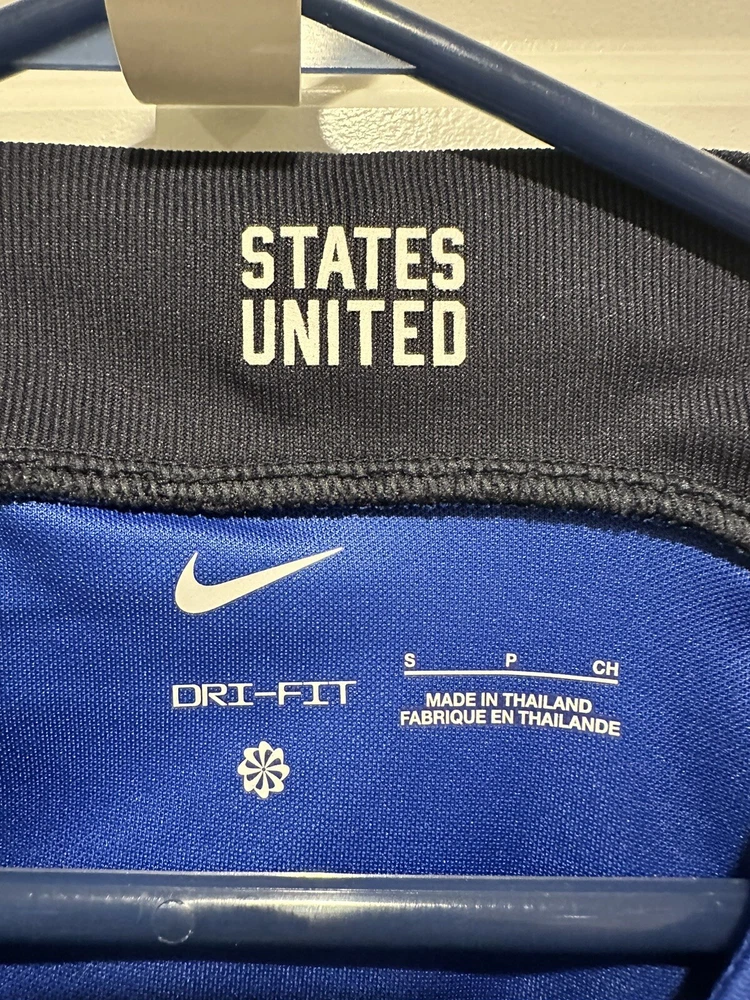 STATES
UNITED
DRI-FIT
S P CH
MADE IN THAILAND
FABRIQUE EN THAILANDE